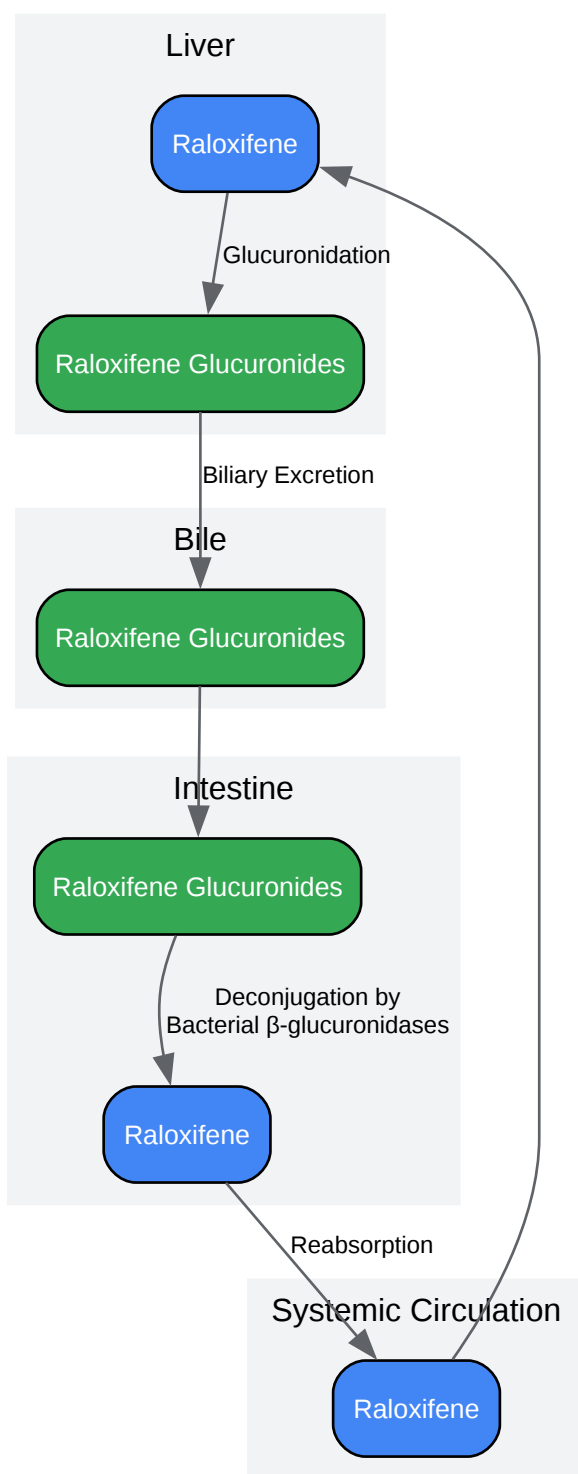 Liver
Raloxifene
Glucuronidation
Raloxifene Glucuronides
Biliary Excretion
Bile
Raloxifene Glucuronides
Intestine
Raloxifene Glucuronides
Deconjugation by
Bacterial β-glucuronidases
Raloxifene
Reabsorption
Systemic Circulation
Raloxifene